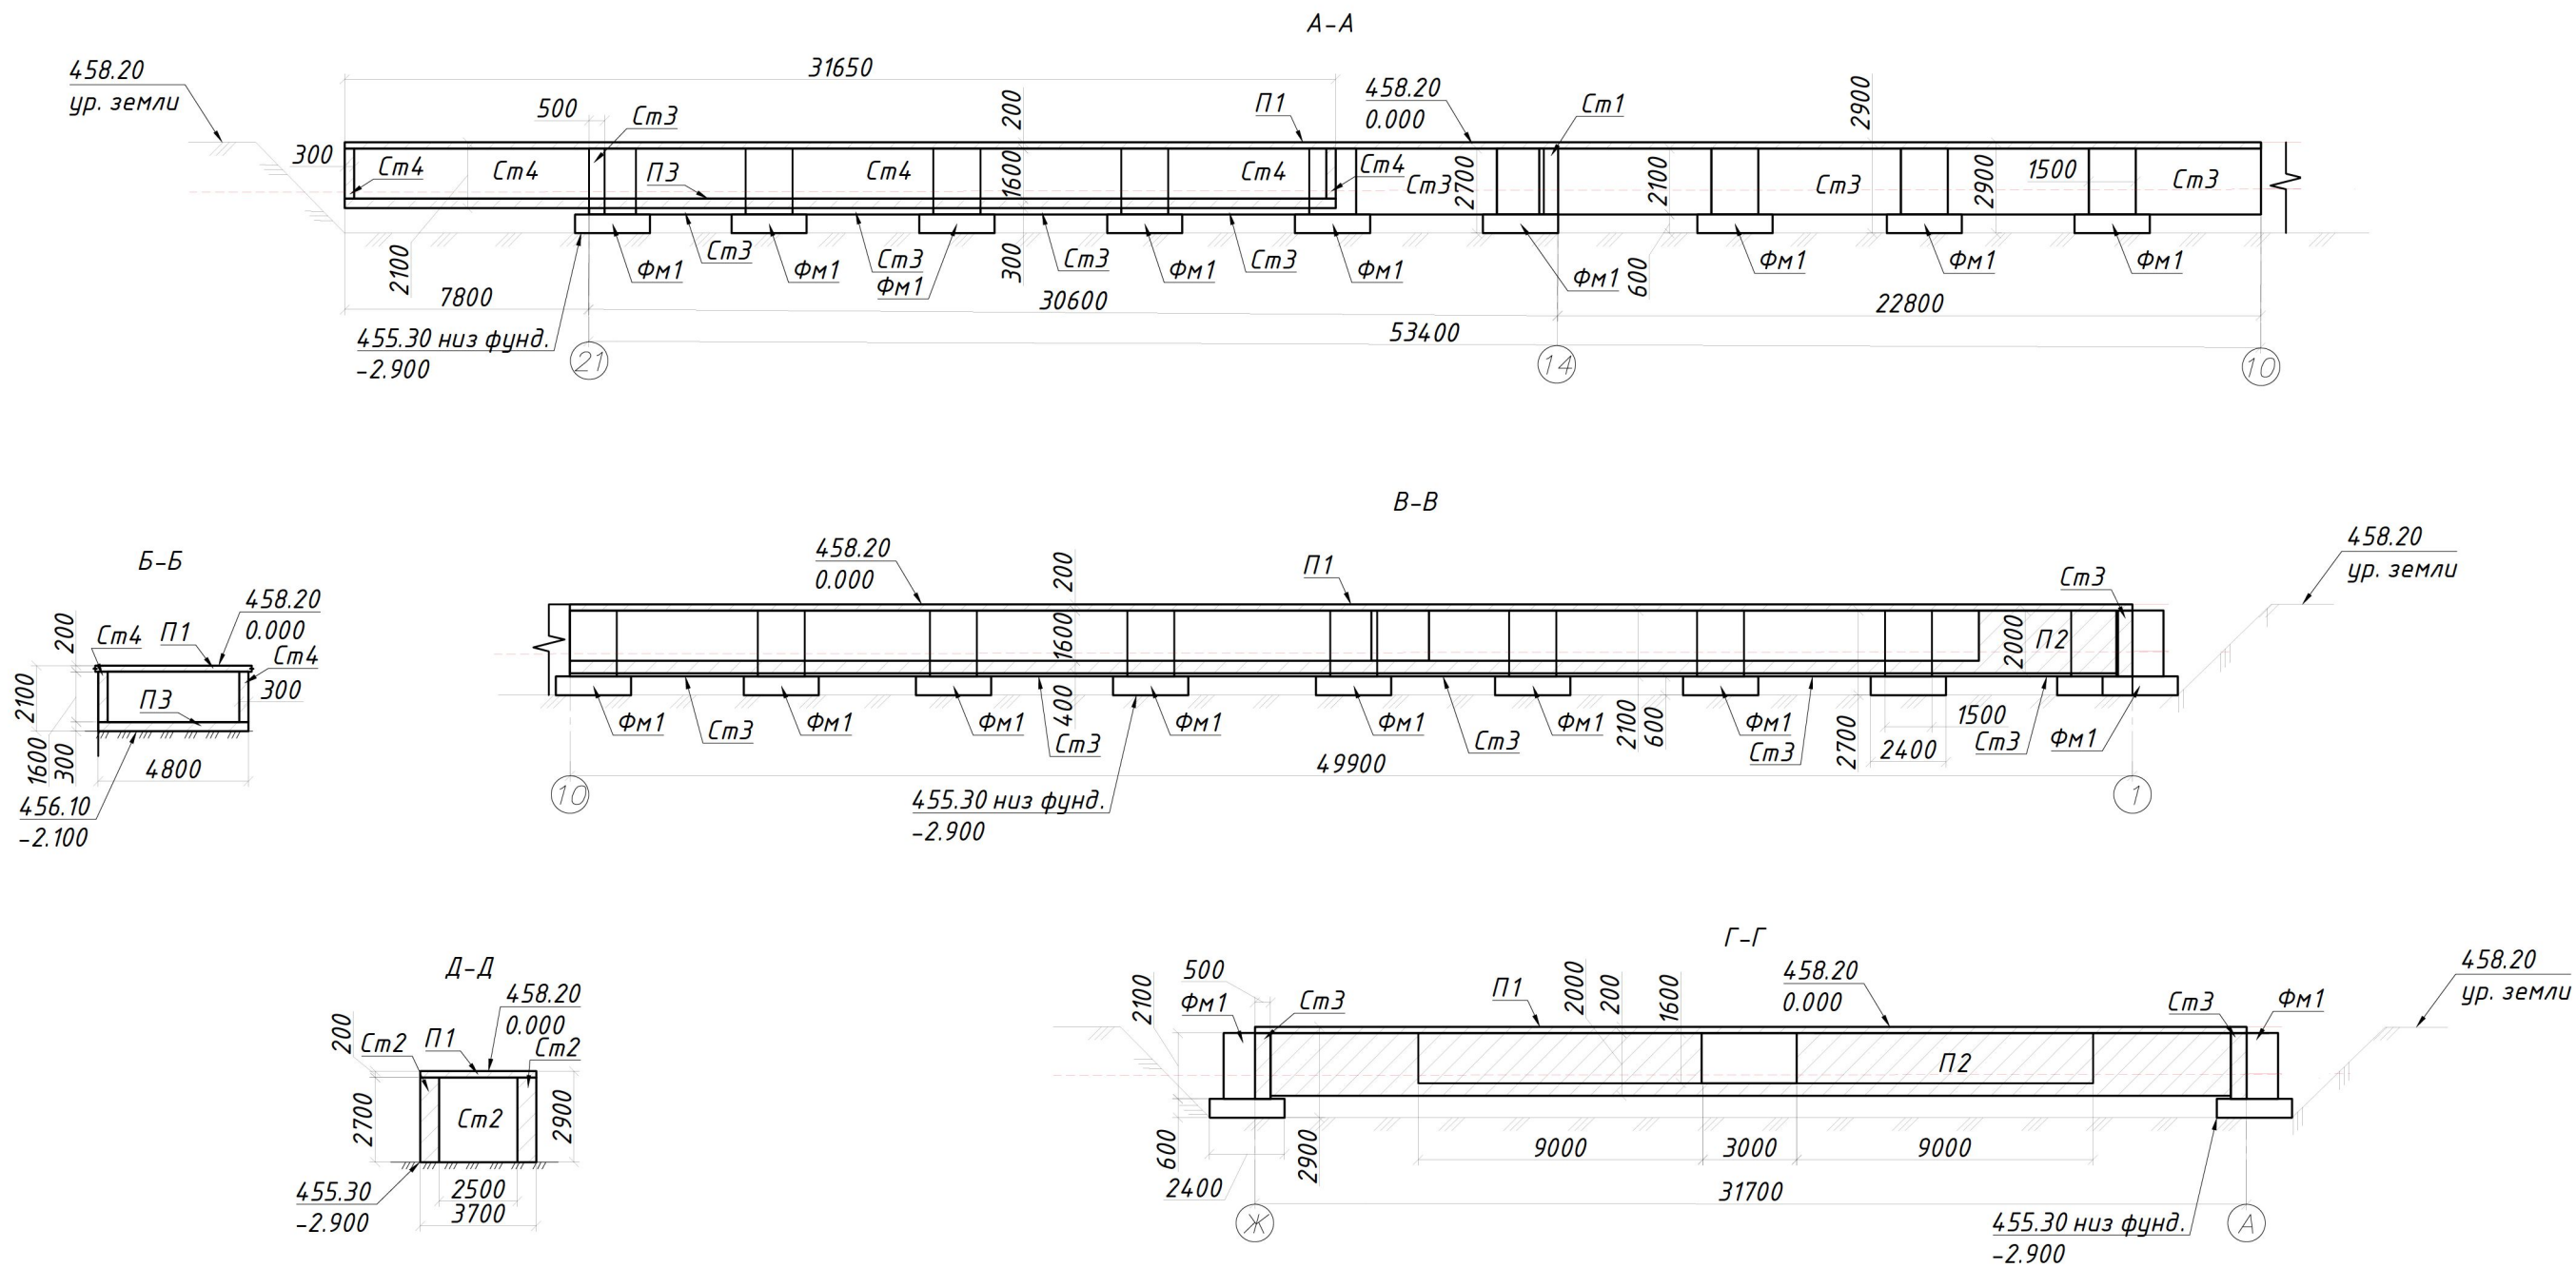 А-А
458.20
ур. земли
31650
500
Ст3
200
П1
458.20
0.000
Ст1
2900
300
Ст4
Ст4
П3
1600
Ст4
Ст4
Ст4
Ст3
2700
2100
Ст3
2900
1500
Ст3
2100
Фм1
Ст3
Фм1
Ст3
Фм1
300
Ст3
Фм1
Ст3
Фм1
Фм1
600
Фм1
Фм1
Фм1
7800
30600
22800
455.30 низ фунд.
-2.900
53400
21
14
10
В-В
458.20
0.000
200
П1
Ст3
458.20
ур. земли
1600
2000
П2
400
Фм1
Ст3
Фм1
Фм1
Ст3
Фм1
Фм1
Ст3
Фм1
2100
600
Фм1
Ст3
2700
1500
2400
Ст3
Фм1
49900
455.30 низ фунд.
-2.900
10
1
Б-Б
458.20
0.000
200
Ст4
П1
Ст4
300
2100
П3
1600
300
4800
456.10
-2.100
Д-Д
458.20
0.000
200
Ст2
П1
Ст2
2700
Ст2
2900
455.30
-2.900
2500
3700
Г-Г
500
2100
Фм1
Ст3
П1
2000
200
1600
458.20
0.000
Ст3
Фм1
458.20
ур. земли
П2
600
2400
2900
9000
3000
9000
31700
455.30 низ фунд.
-2.900
Ж
А